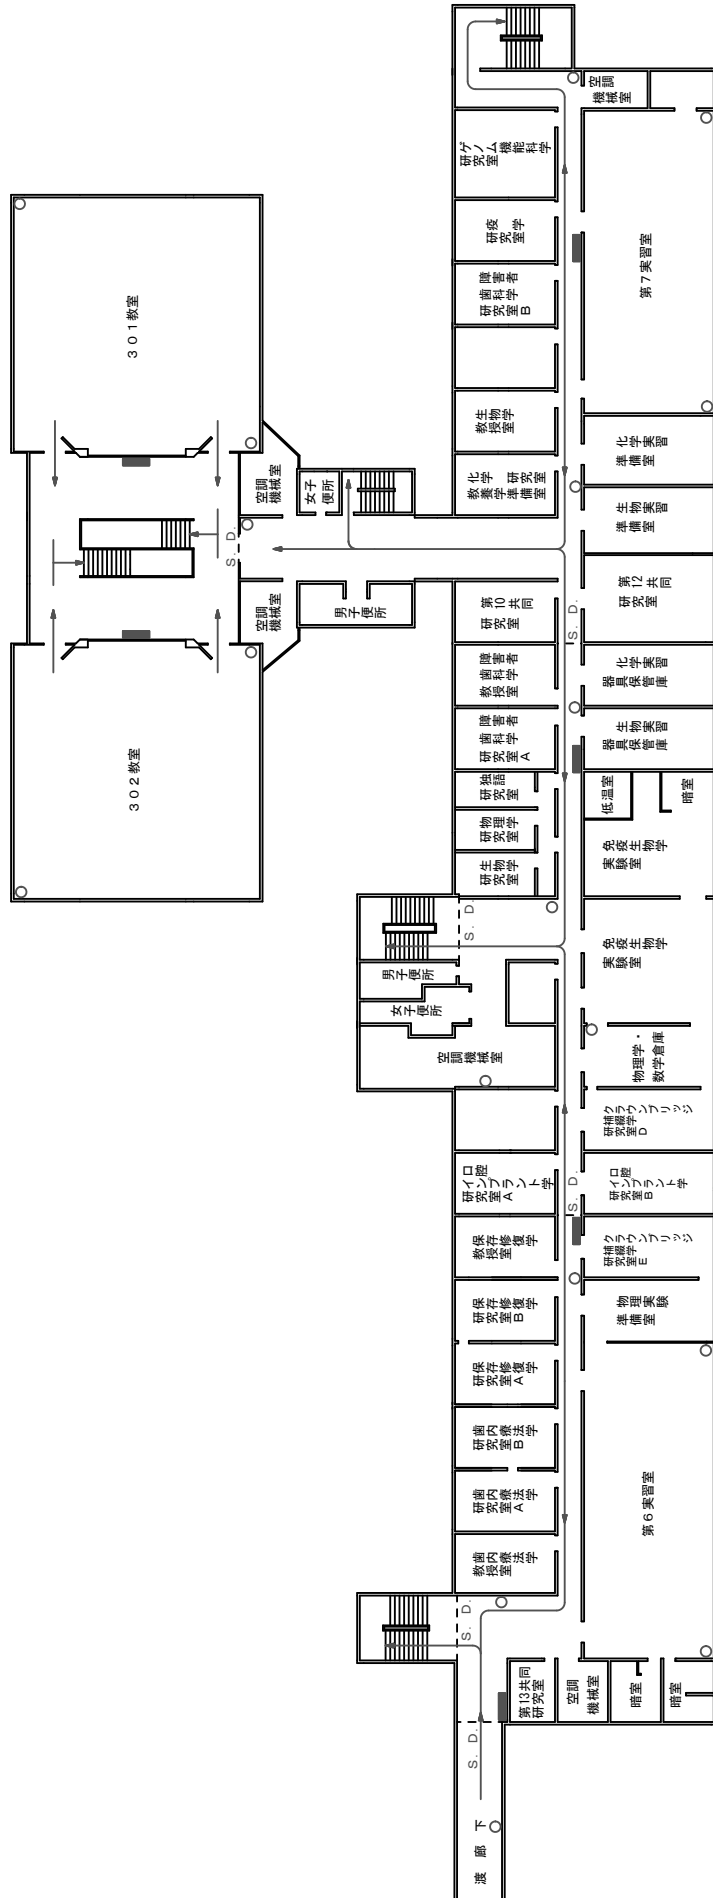 空調
機械室
ゲノム機能科学
研究室
疫学
研究室
障害者
歯科学
研究室B
生物学
教授室
化学 研究室
教養学準備室
第7実習室
化学実習
準備室
生物実習
準備室
301教室
空調
機械室
女子
便所
S. D.
空調
機械室
男子便所
302教室
第10共同
研究室
障害者
歯科学
教授室
障害者
歯科学
研究室A
独語
研究室
物理学
研究室
生物学
研究室
S. D.
第12共同
研究室
化学実習
器具保管庫
生物実習
器具保管庫
低温室
暗室
免疫生物学
実験室
免疫生物学
実験室
S. D.
男子便所
女子便所
空調機械室
物理学・
数学倉庫
クラウンブリッジ
補綴学
研究室D
口腔
インプラント学
研究室A
口腔
インプラント学
研究室B
S. D.
保存修復学
教授室
保存修復学
研究室B
保存修復学
研究室A
歯内療法学
研究室B
歯内療法学
研究室A
歯内療法学
教授室
クラウンブリッジ
補綴学
研究室E
物理実験
準備室
第6実習室
S. D.
第13共同
研究室
空調
機械室
暗室
暗室
S. D.
渡廊下